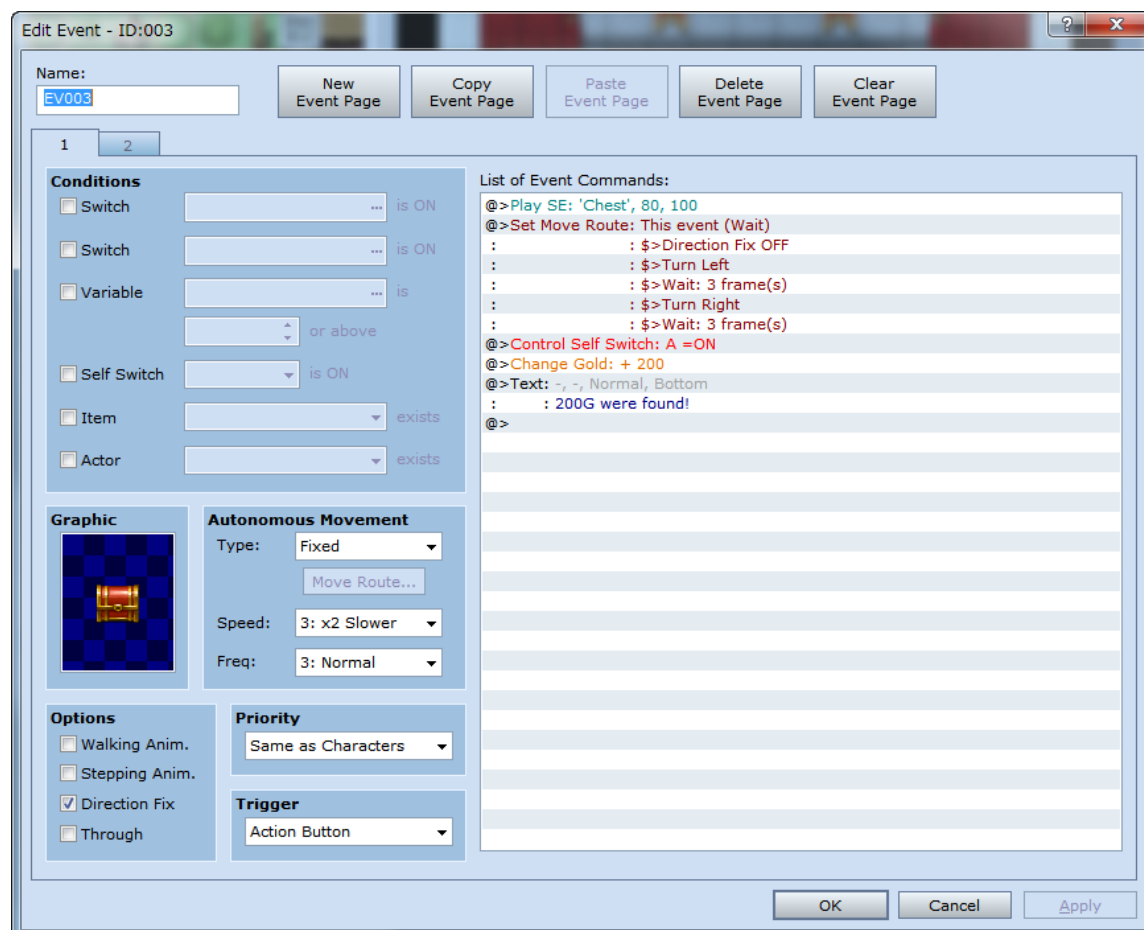 Edit Event - ID:003
Name:
EV003
New
Event Page
Copy
Event Page
Paste
Event Page
Delete
Event Page
Clear
Event Page
1
2
Conditions
Switch ... is ON
Switch ... is ON
Variable ... is
or above
Self Switch is ON
Item exists
Actor exists
Graphic
Autonomous Movement
Type: Fixed
Move Route...
Speed: 3: x2 Slower
Freq: 3: Normal
Options
Walking Anim.
Stepping Anim.
Direction Fix
Through
Priority
Same as Characters
Trigger
Action Button
List of Event Commands:
@>Play SE: 'Chest', 80, 100
@>Set Move Route: This event (Wait)
: : $>Direction Fix OFF
: : $>Turn Left
: : $>Wait: 3 frame(s)
: : $>Turn Right
: : $>Wait: 3 frame(s)
@>Control Self Switch: A =ON
@>Change Gold: + 200
@>Text: -, -, Normal, Bottom
: : 200G were found!
@>
OK
Cancel
Apply